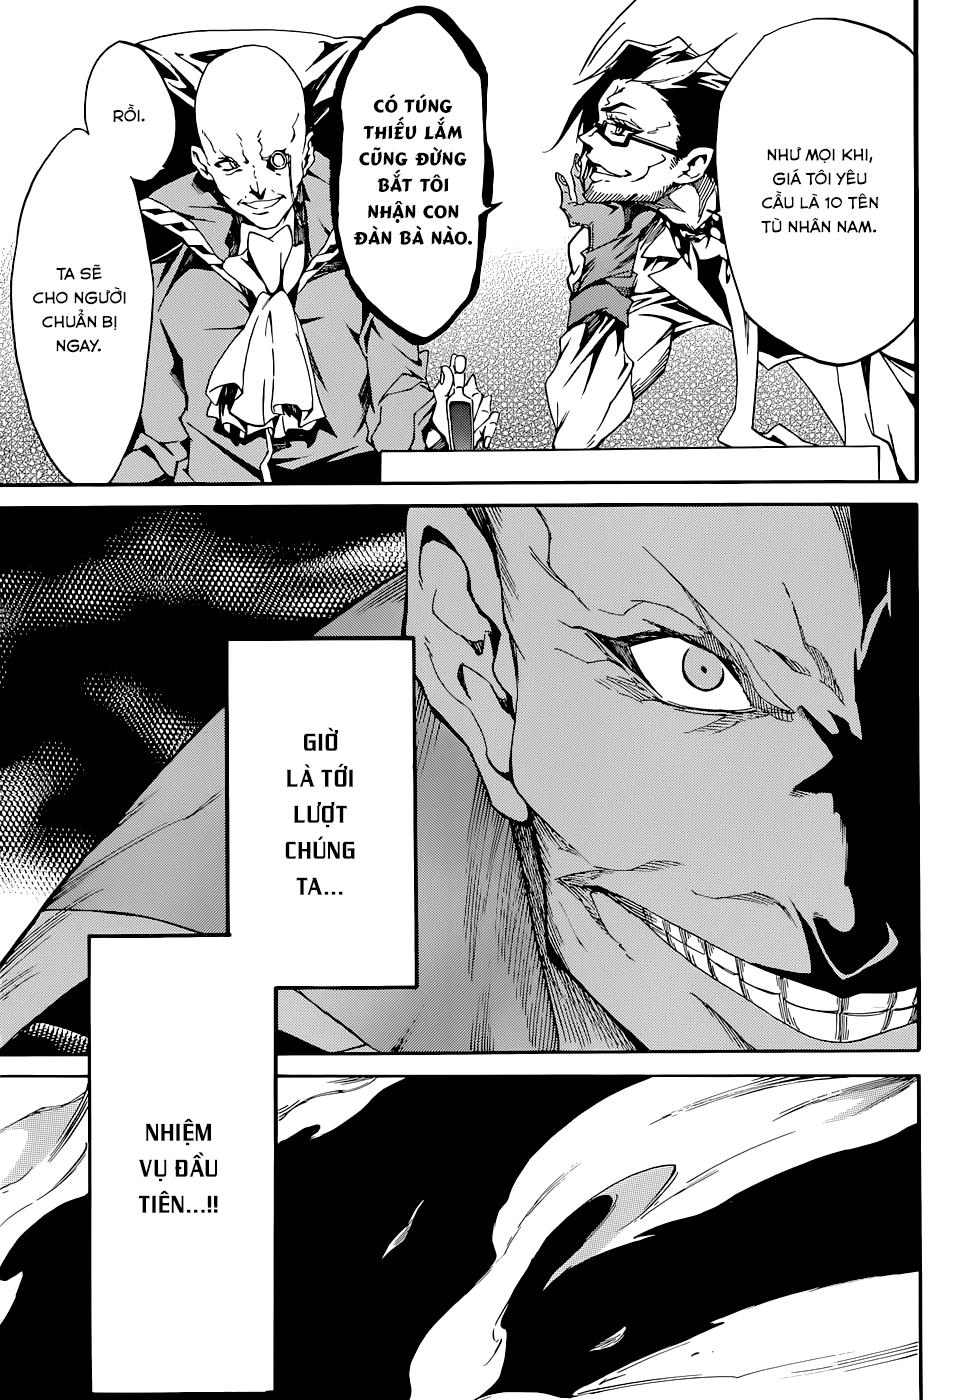 NHƯ MỌI KHI,
GIÁ TÔI YÊU
CẦU LÀ 10 TÊN
TÙ NHÂN NAM.
CÓ TÚNG
THIẾU LẮM
CŨNG ĐỪNG
BẮT TÔI
NHẬN CON
ĐÀN BÀ NÀO.
RỒI.
TA SẼ
CHO NGƯỜI
CHUẨN BỊ
NGAY.
GIỜ
LÀ TỚI
LƯỢT
CHÚNG
TA...
NHIỆM
VỤ ĐẦU
TIÊN...!!